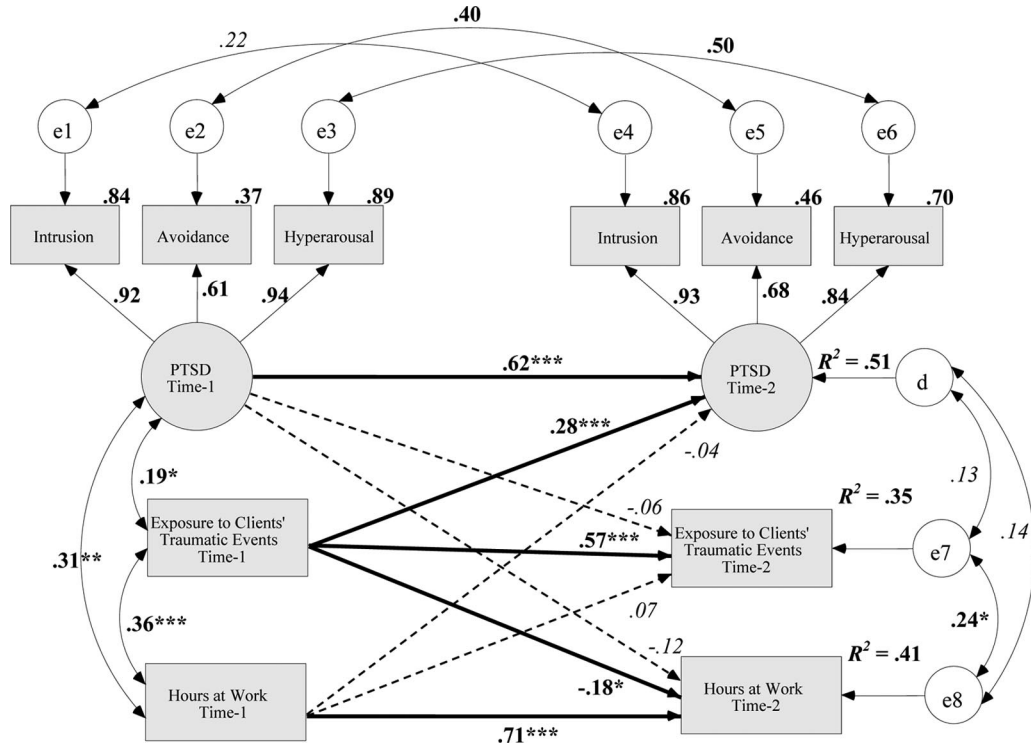 .40
.22
.50
e1
e2
e3
e4
e5
e6
.84
.37
.89
.86
.46
.70
Intrusion
Avoidance
Hyperarousal
Intrusion
Avoidance
Hyperarousal
.92
.61
.94
.93
.68
.84
PTSD
Time-1
.62***
PTSD
Time-2
R² = .51
d
.28***
-.04
.19*
-.06
.13
.14
R² = .35
Exposure to Clients'
Traumatic Events
Time-1
.57***
Exposure to Clients'
Traumatic Events
Time-2
e7
.31**
.07
.36***
-.12
.24*
R² = .41
Hours at Work
Time-1
-.18*
Hours at Work
Time-2
e8
.71***